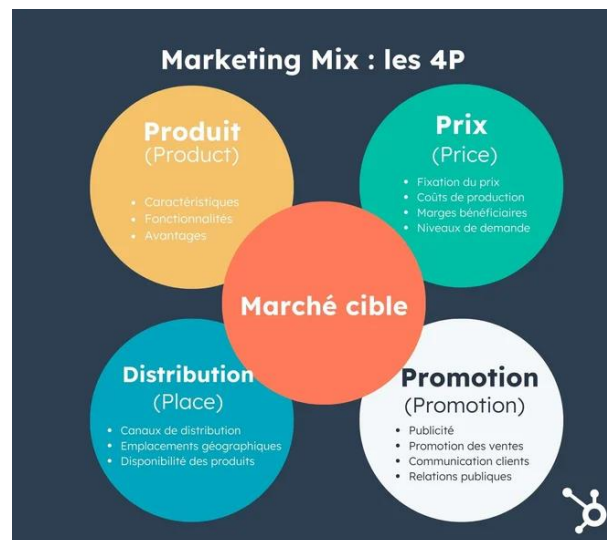 Marketing Mix : les 4P
Produit
(Product)
• Caractéristiques
• Fonctionnalités
• Avantages
Prix
(Price)
• Fixation du prix
• Coûts de production
• Marges bénéficiaires
• Niveaux de demande
Marché cible
Distribution
(Place)
• Canaux de distribution
• Emplacements géographiques
• Disponibilité des produits
Promotion
(Promotion)
• Publicité
• Promotion des ventes
• Communication clients
• Relations publiques